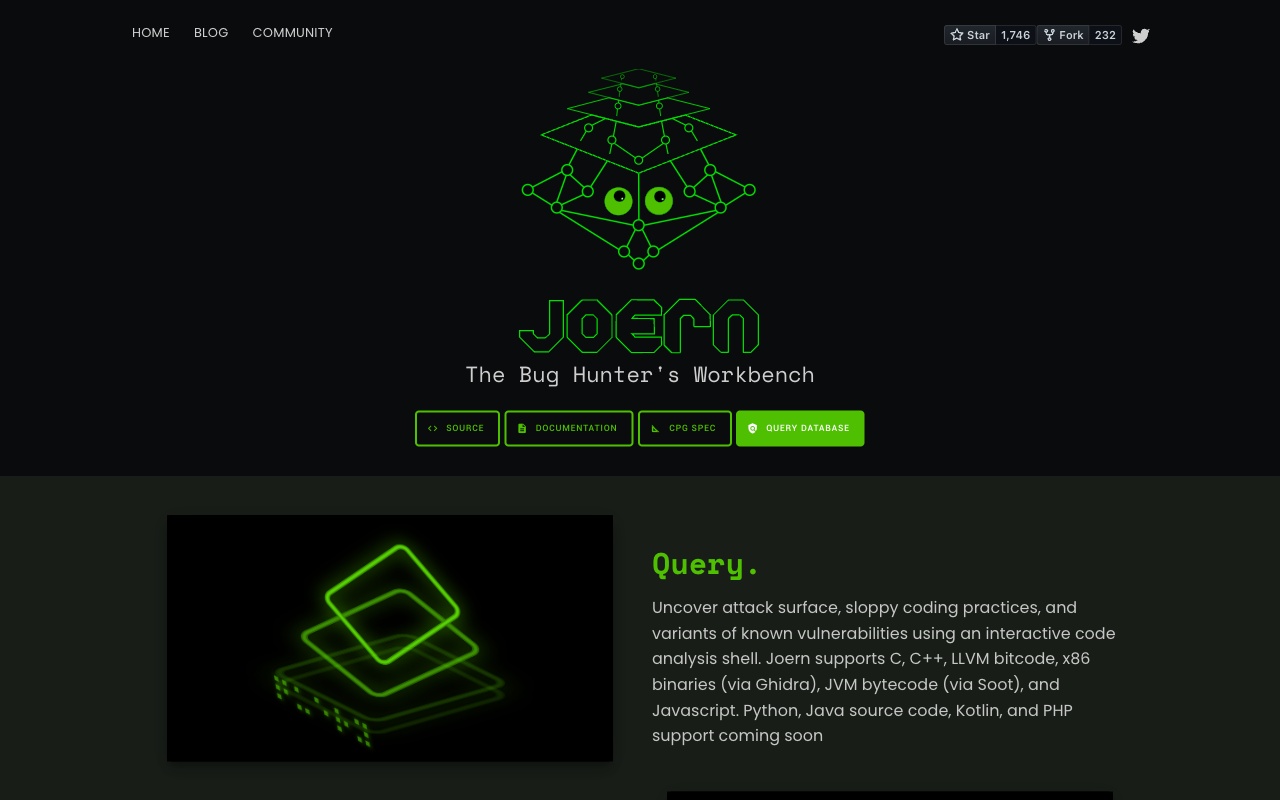 HOME BLOG COMMUNITY
Star 1,746 Fork 232
JOERN
The Bug Hunter's Workbench
SOURCE DOCUMENTATION CPG SPEC QUERY DATABASE
Query.
Uncover attack surface, sloppy coding practices, and
variants of known vulnerabilities using an interactive code
analysis shell. Joern supports C, C++, LLVM bitcode, x86
binaries (via Ghidra), JVM bytecode (via Soot), and
Javascript. Python, Java source code, Kotlin, and PHP
support coming soon